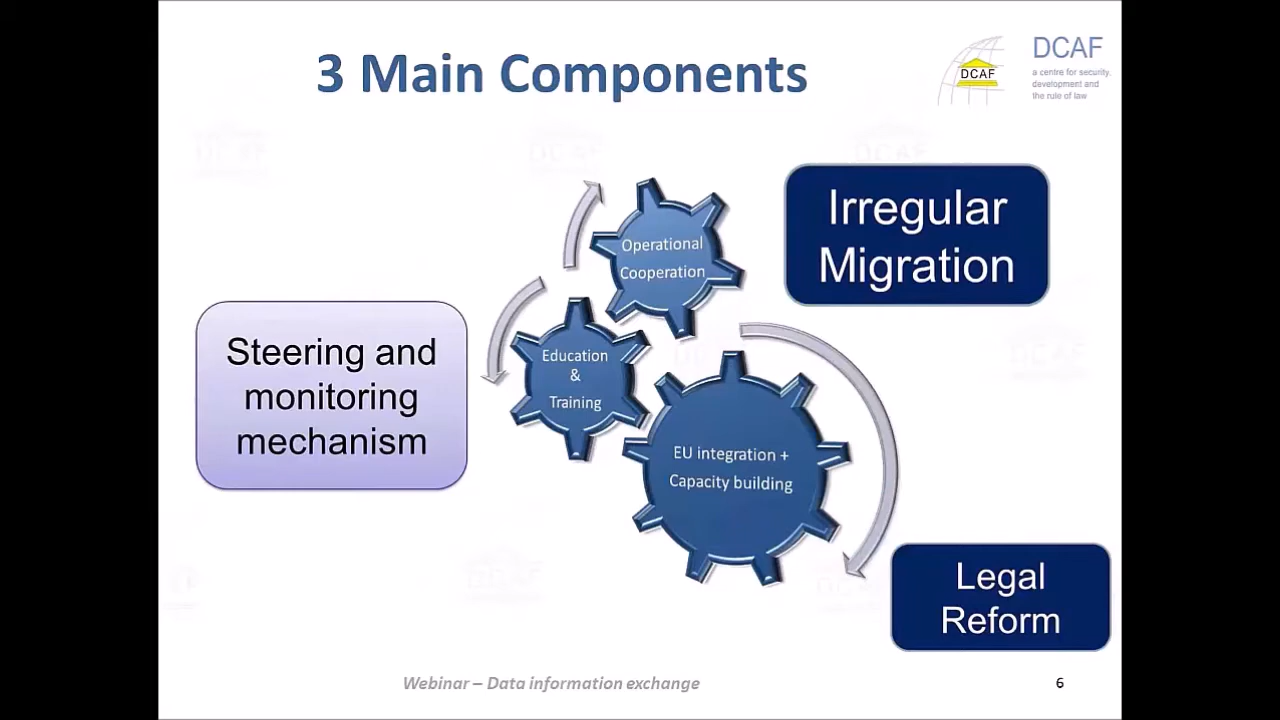 3 Main Components
DCAF
DCAF
a centre for security,
development and
the rule of law
Operational
Cooperation
Irregular
Migration
Steering and
monitoring
mechanism
Education
&
Training
EU integration +
Capacity building
Legal
Reform
Webinar – Data information exchange
6